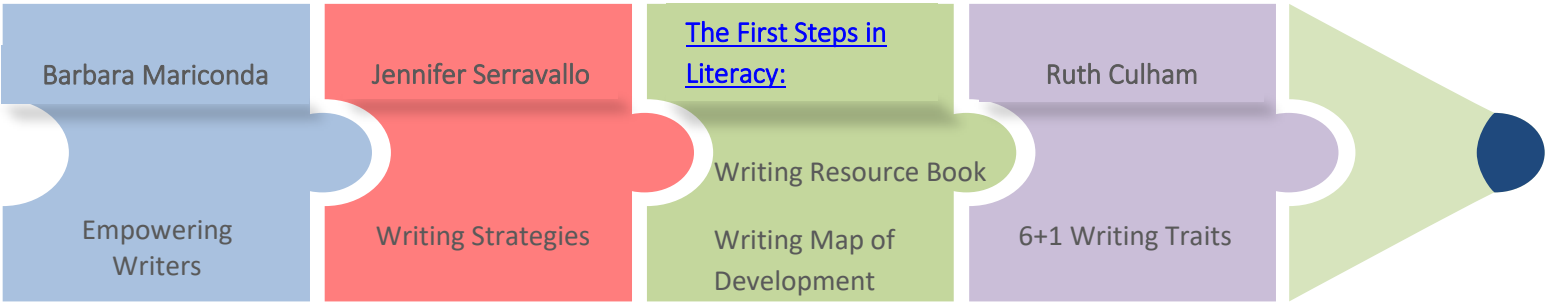 Barbara Mariconda
Empowering
Writers
Jennifer Serravallo
Writing Strategies
The First Steps in
Literacy:
Writing Resource Book
Writing Map of
Development
Ruth Culham
6+1 Writing Traits